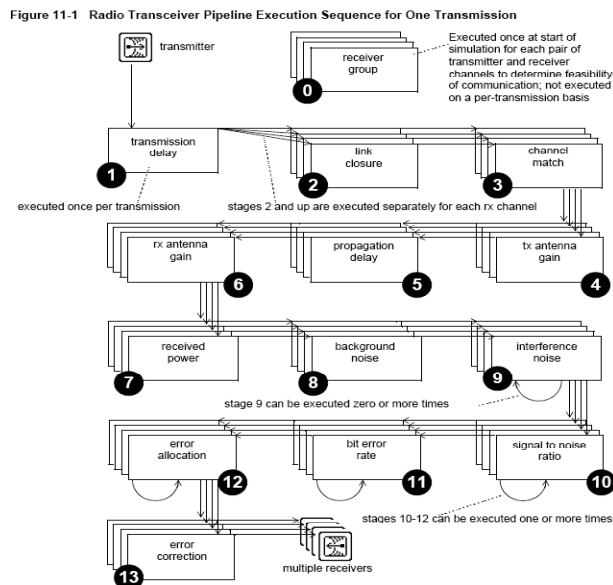 Figure 11-1 Radio Transceiver Pipeline Execution Sequence for One Transmission
transmitter
receiver
group
0
Executed once at start of
simulation for each pair of
transmitter and receiver
channels to determine feasibility
of communication; not executed
on a per-transmission basis
transmission
delay
1
link
closure
2
channel
match
3
executed once per transmission
stages 2 and up are executed separately for each rx channel
rx antenna
gain
6
propagation
delay
5
tx antenna
gain
4
received
power
7
background
noise
8
interference
noise
9
stage 9 can be executed zero or more times
error
allocation
12
bit error
rate
11
signal to noise
ratio
10
stages 10-12 can be executed one or more times
error
correction
13
multiple receivers